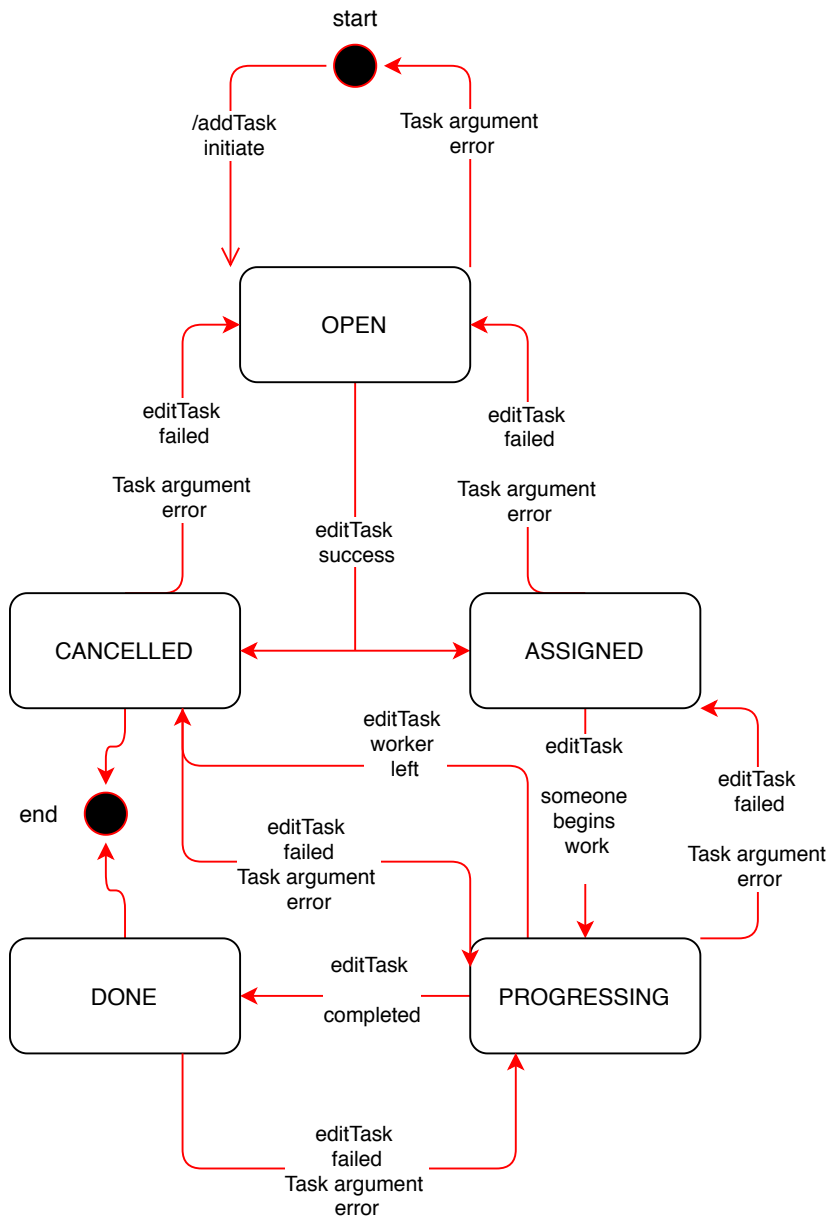 start
/addTask
initiate
Task argument
error
OPEN
editTask
failed
Task argument
error
editTask
failed
Task argument
error
editTask
success
CANCELLED
ASSIGNED
editTask
worker
left
editTask
someone
begins
work
editTask
failed
Task argument
error
end
editTask
failed
Task argument
error
DONE
editTask
completed
PROGRESSING
editTask
failed
Task argument
error